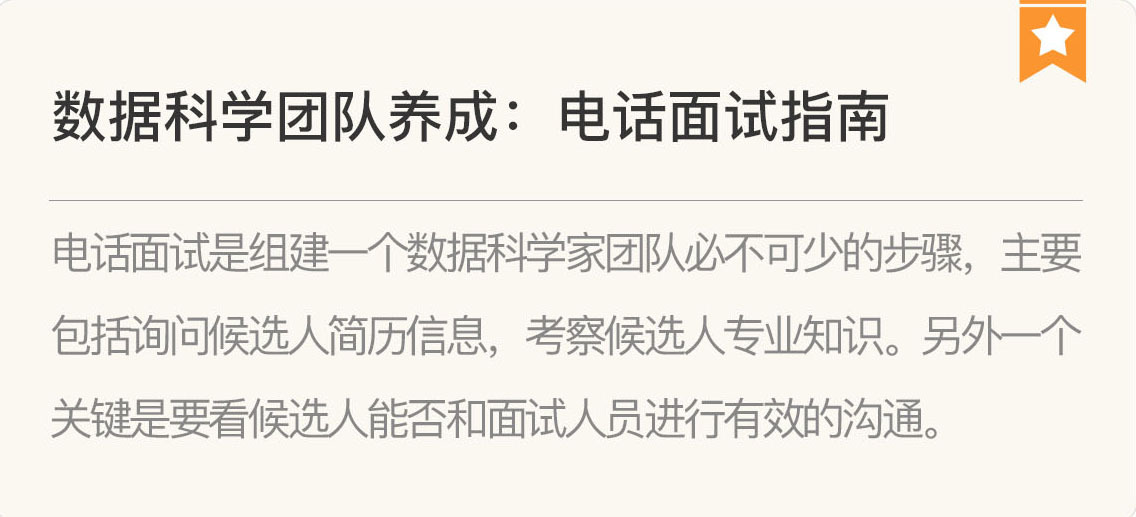 数据科学团队养成：电话面试指南
电话面试是组建一个数据科学家团队必不可少的步骤，主要
包括询问候选人简历信息，考察候选人专业知识。另外一个
关键是要看候选人能否和面试人员进行有效的沟通。